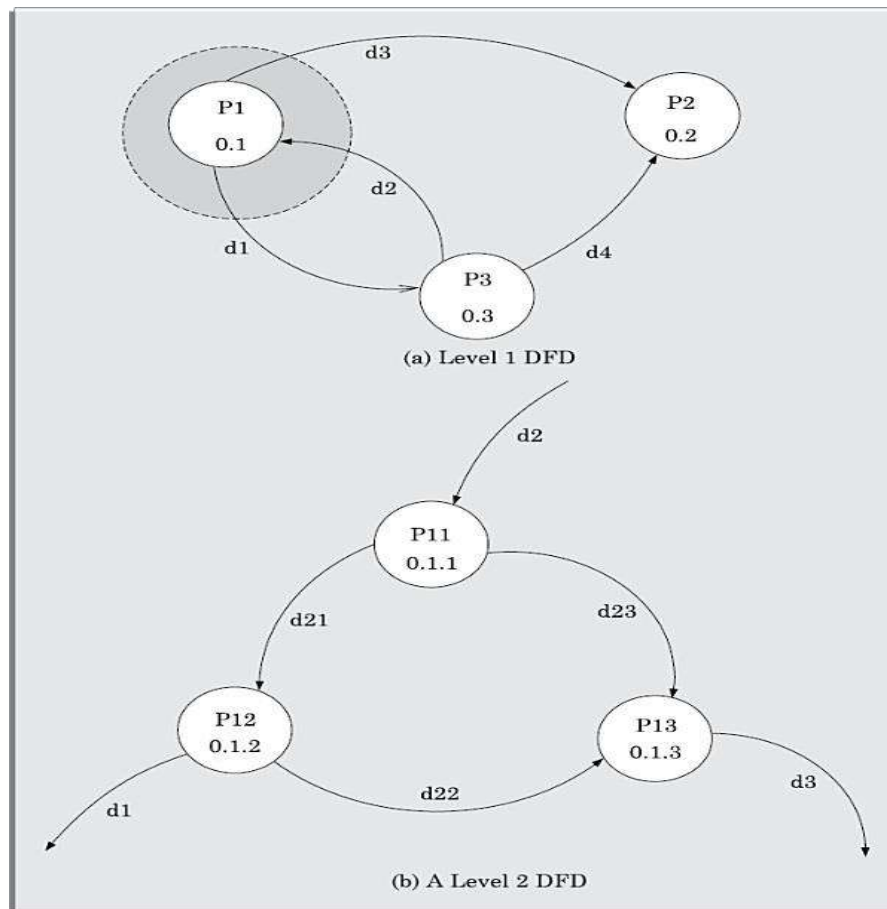 d3
P1
0.1
P2
0.2
d2
d1
d4
P3
0.3
(a) Level 1 DFD
d2
P11
0.1.1
d21
d23
P12
0.1.2
P13
0.1.3
d22
d1
d3
(b) A Level 2 DFD